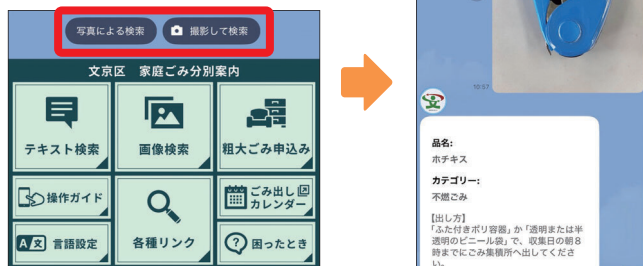 写真による検索
撮影して検索
文京区 家庭ごみ分別案内
テキスト検索
画像検索
粗大ごみ申込み
操作ガイド
各種リンク
ごみ出し
カレンダー
A文 言語設定
困ったとき
10:57
品名:
ホチキス
カテゴリー:
不燃ごみ
【出し方】
「ふた付きポリ容器」か「透明または半
透明のビニール袋」で、収集日の朝8
時までにごみ集積所へ出してくださ
い。